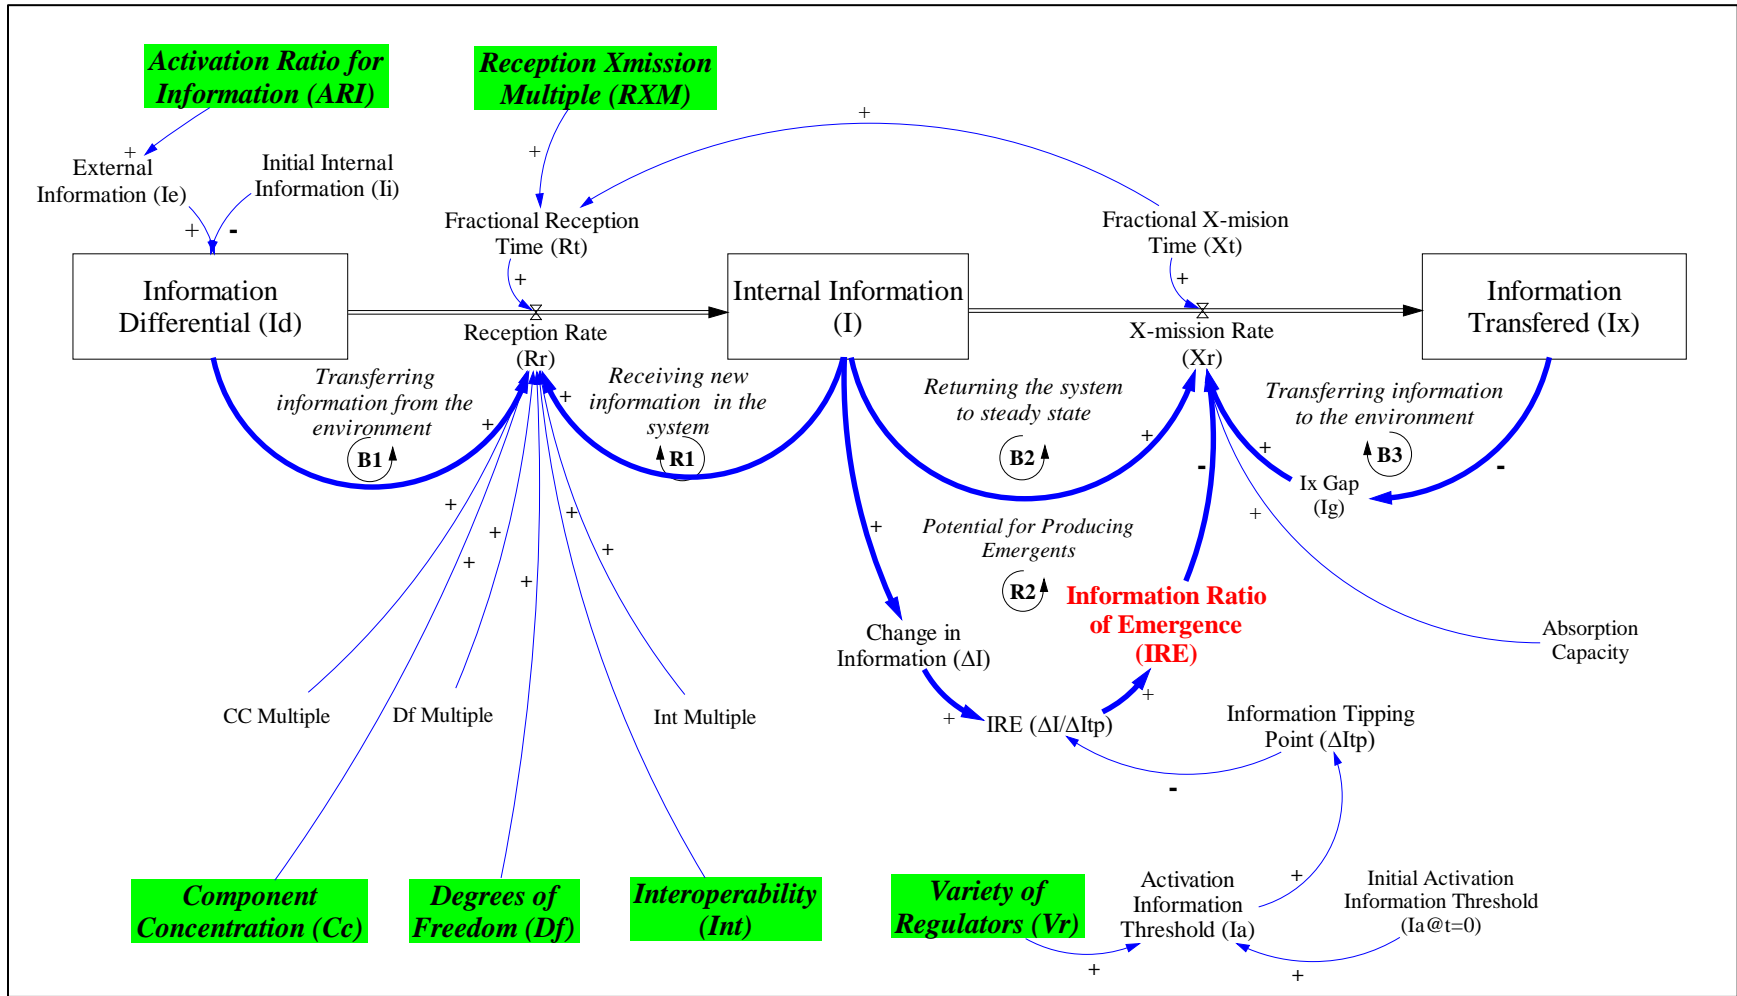 Activation Ratio for
Information (ARI)
Reception Xmission
Multiple (RXM)
+
+
+
External
Information (Ie)
Initial Internal
Information (Ii)
+
-
Fractional Reception
Time (Rt)
Fractional X-mision
Time (Xt)
+
+
Information
Differential (Id)
Internal Information
(I)
Information
Transfered (Ix)
Reception Rate
(Rr)
X-mission Rate
(Xr)
Transferring
information from the
environment
B1
+
+
Receiving new
information in the
system
R1
Returning the system
to steady state
B2
+
-
+
Transferring information
to the environment
B3
-
Ix Gap
(Ig)
+
+
+
+
+
+
+
+
Potential for Producing
Emergents
R2
Information Ratio
of Emergence
(IRE)
Change in
Information (ΔI)
Absorption
Capacity
CC Multiple
Df Multiple
Int Multiple
+
IRE (ΔI/ΔItp)
+
Information Tipping
Point (ΔItp)
-
Component
Concentration (Cc)
Degrees of
Freedom (Df)
Interoperability
(Int)
Variety of
Regulators (Vr)
Activation
Information
Threshold (Ia)
+
Initial Activation
Information Threshold
(Ia@t=0)
+
+